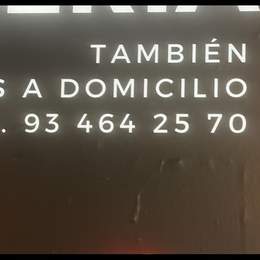 TAMBIÉN
S A DOMICILIO
. 93 464 25 70